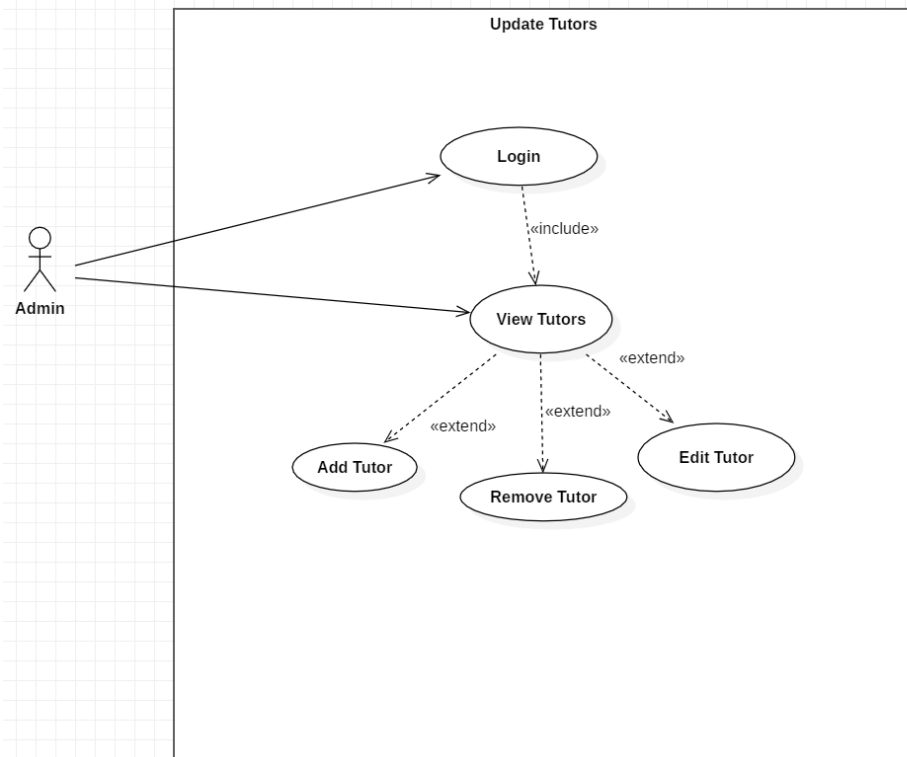 Update Tutors
Login
«include»
Admin
View Tutors
«extend»
«extend»
«extend»
Add Tutor
Edit Tutor
Remove Tutor